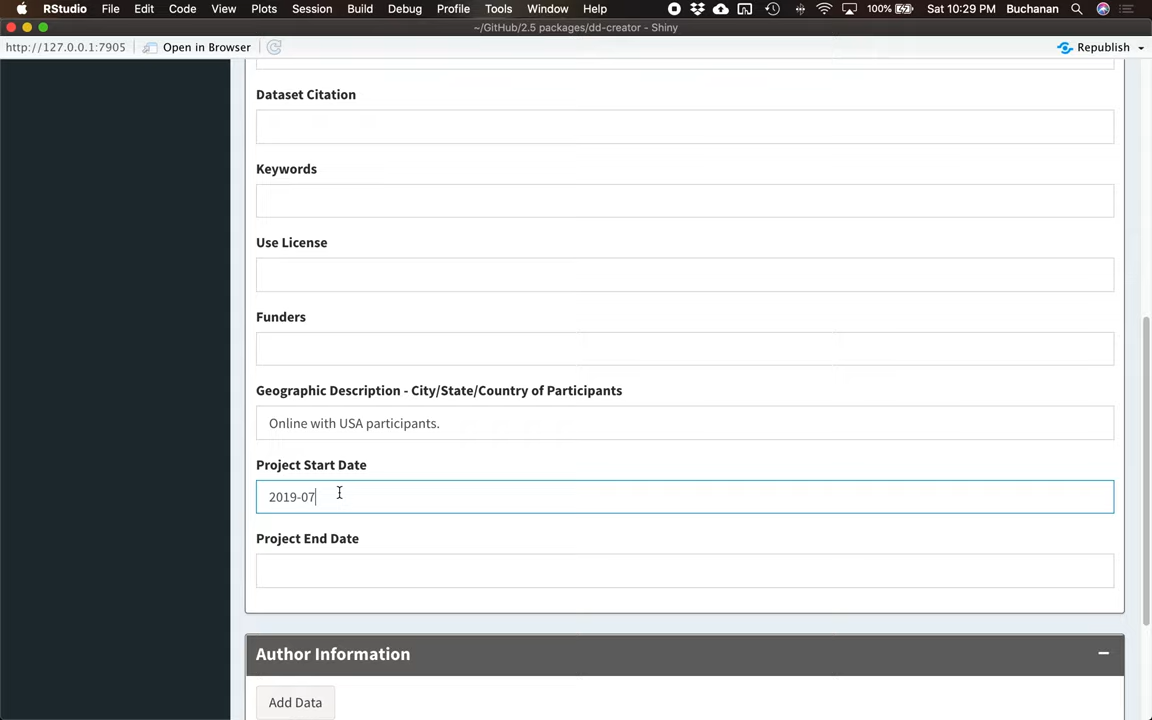 RStudio File Edit Code View Plots Session Build Debug Profile Tools Window Help 100% Sat 10:29 PM Buchanan
~/GitHub/2.5 packages/dd-creator - Shiny
http://127.0.0.1:7905 Open in Browser Republish
Dataset Citation
Keywords
Use License
Funders
Geographic Description - City/State/Country of Participants
Online with USA participants.
Project Start Date
2019-07
Project End Date
Author Information
Add Data